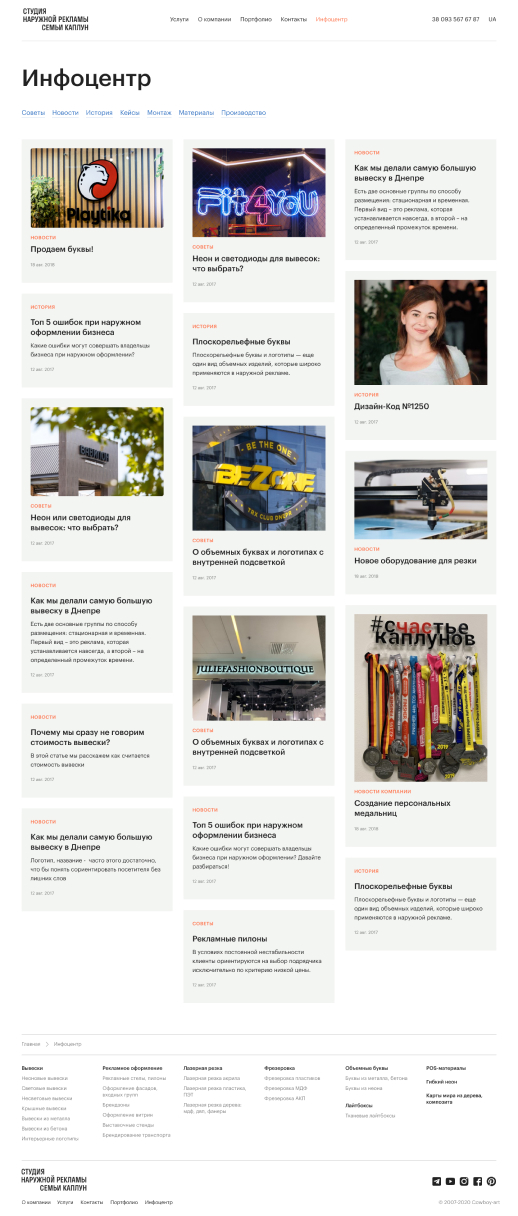 СТУДИЯ
НАРУЖНОЙ РЕКЛАМЫ
СЕМЬИ КАПЛУН
Услуги О компании Портфолио Контакты Инфоцентр
38 093 567 67 87 UA
Инфоцентр
Советы Новости История Кейсы Монтаж Материалы Производство
Playtika
НОВОСТИ
Продаем буквы!
ИСТОРИЯ
Топ 5 ошибок при наружном
оформлении бизнеса
Какие ошибки могут совершать владельцы
бизнеса при наружном оформлении?
12 авг. 2017
ВАВИЛОН
СОВЕТЫ
Неон или светодиоды для
вывесок: что выбрать?
12 авг. 2017
НОВОСТИ
Как мы делали самую большую
вывеску в Днепре
Есть две основные группы по способу
размещения: стационарная и временная.
Первый вид – это реклама, которая
устанавливается навсегда, а второй – на
определенный промежуток времени.
12 авг. 2017
НОВОСТИ
Почему мы сразу не говорим
стоимость вывески?
В этой статье мы расскажем как считается
стоимость вывески
12 авг. 2017
НОВОСТИ
Как мы делали самую большую
вывеску в Днепре
Логотип, название - часто этого достаточно,
что бы понять сориентировать посетителя без
лишних слов
12 авг. 2017
Fit4You
СОВЕТЫ
Неон и светодиоды для вывесок:
что выбрать?
12 авг. 2017
ИСТОРИЯ
Плоскорельефные буквы
Плоскорельефные буквы и логотипы — еще
один вид объемных изделий, которые широко
применяются в наружной рекламе.
12 авг. 2017
BE THE ONE
BEZONE
TRX CLUB DNEPR
СОВЕТЫ
О объемных буквах и логотипах с
внутренней подсветкой
12 авг. 2017
JULIEFASHIONBOUTIQUE
СОВЕТЫ
О объемных буквах и логотипах с
внутренней подсветкой
12 авг. 2017
НОВОСТИ
Топ 5 ошибок при наружном
оформлении бизнеса
Какие ошибки могут совершать владельцы
бизнеса при наружном оформлении? Давайте
разбираться!
12 авг. 2017
СОВЕТЫ
Рекламные пилоны
В условиях постоянной нестабильности
клиенты ориентируются на выбор подрядчика
исключительно по критерию низкой цены.
12 авг. 2017
НОВОСТИ
Как мы делали самую большую
вывеску в Днепре
Есть две основные группы по способу
размещения: стационарная и временная.
Первый вид – это реклама, которая
устанавливается навсегда, а второй – на
определенный промежуток времени.
12 авг. 2017
ИСТОРИЯ
Дизайн-Код №1250
12 авг. 2017
НОВОСТИ
Новое оборудование для резки
#счастье
каплунов
2019
НОВОСТИ КОМПАНИИ
Создание персональных
медальниц
ИСТОРИЯ
Плоскорельефные буквы
Плоскорельефные буквы и логотипы — еще
один вид объемных изделий, которые широко
применяются в наружной рекламе.
12 авг. 2017
Главная Инфоцентр
Вывески
Неоновые вывески
Световые вывески
Несветовые вывески
Крышные вывески
Вывески из металла
Вывески из бетона
Интерьерные логотипы
Рекламное оформление
Рекламные стелы, пилоны
Оформление фасадов,
входных групп
Брендинг
Оформление витрин
Выставочные стенды
Брендирование транспорта
Лазерная резка
Лазерная резка акрила
Лазерная резка пластика,
ПЭТ
Лазерная резка дерева:
мдф, двп, фанеры
Фрезеровка
Фрезеровка пластиков
Фрезеровка МДФ
Фрезеровка АКП
Объемные буквы
Буквы из металла, бетона
Буквы из неона
Лайтбоксы
Тканевые лайтбоксы
POS-материалы
Гибкий неон
Карты мира из дерева,
композита
СТУДИЯ
НАРУЖНОЙ РЕКЛАМЫ
СЕМЬИ КАПЛУН
О компании Услуги Контакты Портфолио Инфоцентр
© 2007-2020 Cowboy-art